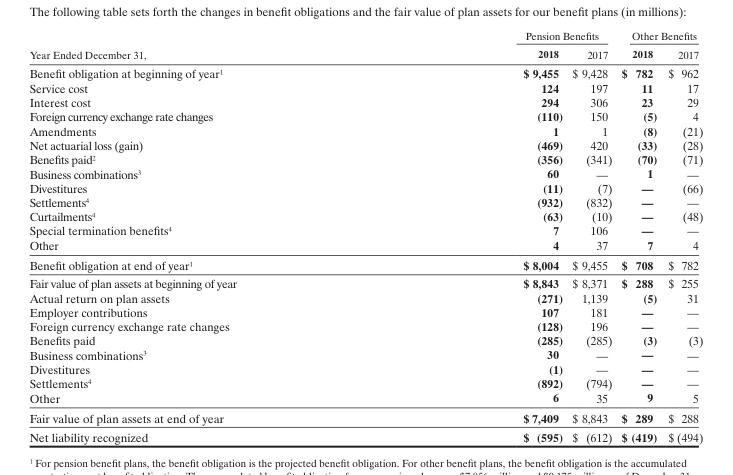 The following table sets forth the changes in benefit obligations and the fair value of plan assets for our benefit plans (in millions):
Pension Benefits Other Benefits
Year Ended December 31, 2018 2017 2018 2017
Benefit obligation at beginning of year¹ $ 9,455 $ 9,428 $ 782 $ 962
Service cost 124 197 11 17
Interest cost 294 306 23 29
Foreign currency exchange rate changes (110) 150 (5) 4
Amendments 1 1 (8) (21)
Net actuarial loss (gain) (469) 420 (33) (28)
Benefits paid² (356) (341) (70) (71)
Business combinations³ 60 — 1 —
Divestitures (11) (7) — (66)
Settlements⁴ (932) (832) — —
Curtailments⁴ (63) (10) — (48)
Special termination benefits⁴ 7 106 — —
Other 4 37 7 4
Benefit obligation at end of year¹ $ 8,004 $ 9,455 $ 708 $ 782
Fair value of plan assets at beginning of year $ 8,843 $ 8,371 $ 288 $ 255
Actual return on plan assets (271) 1,139 (5) 31
Employer contributions 107 181 — —
Foreign currency exchange rate changes (128) 196 — —
Benefits paid (285) (285) (3) (3)
Business combinations³ 30 — — —
Divestitures (1) — — —
Settlements⁴ (892) (794) — —
Other 6 35 9 5
Fair value of plan assets at end of year $ 7,409 $ 8,843 $ 289 $ 288
Net liability recognized $ (595) $ (612) $ (419) $ (494)
¹ For pension benefit plans, the benefit obligation is the projected benefit obligation. For other benefit plans, the benefit obligation is the accumulated